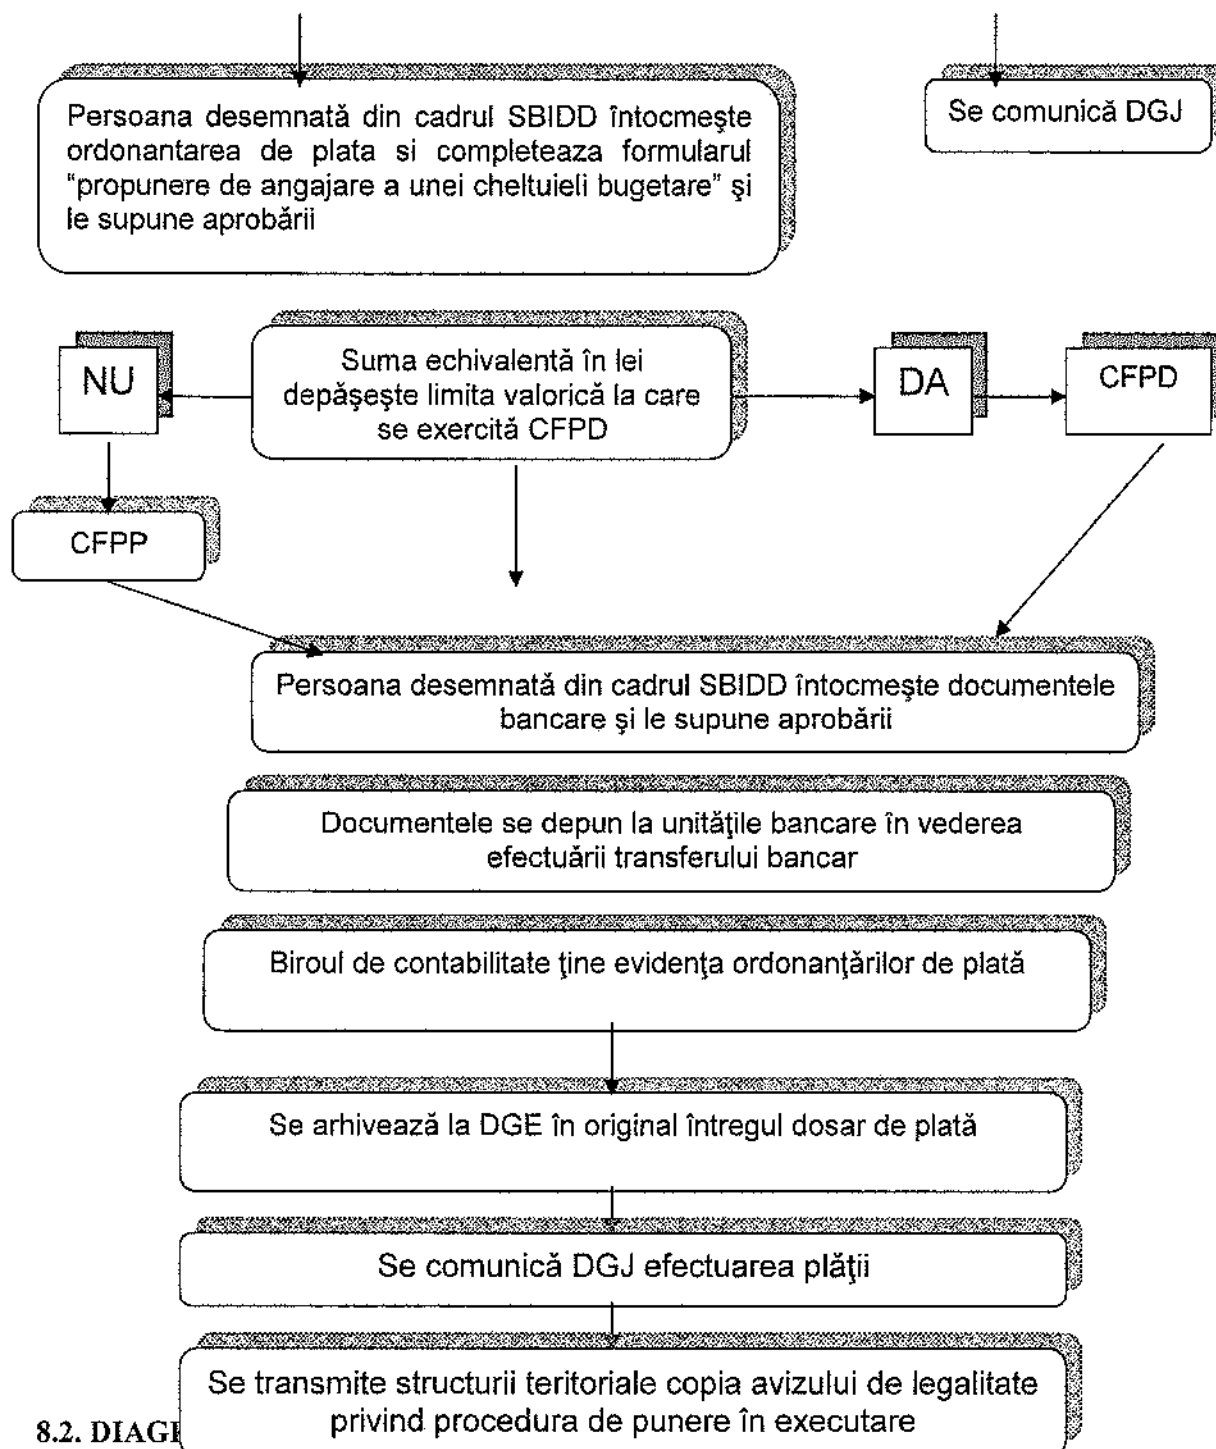 Persoana desemnată din cadrul SBIDD întocmeşte
ordonantarea de plata si completeaza formularul
“propunere de angajare a unei cheltuieli bugetare” şi
le supune aprobării
Se comunică DGJ
NU
Suma echivalentă în lei
depăşeşte limita valorică la care
se exercită CFPD
DA
CFPD
CFPP
Persoana desemnată din cadrul SBIDD întocmeşte documentele
bancare şi le supune aprobării
Documentele se depun la unităţile bancare în vederea
efectuării transferului bancar
Biroul de contabilitate ţine evidenţa ordonanţărilor de plată
Se arhivează la DGE în original întregul dosar de plată
Se comunică DGJ efectuarea plăţii
Se transmite structurii teritoriale copia avizului de legalitate
privind procedura de punere în executare
8.2.